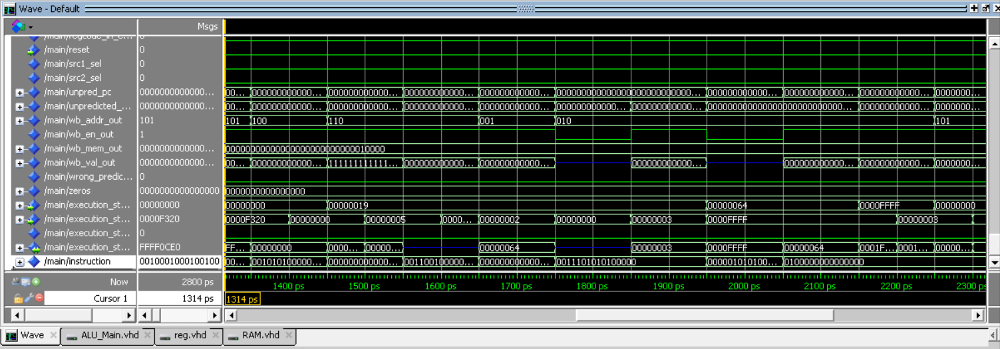 Wave - Default
Msgs
/main/reset 0
/main/src1_sel 0
/main/src2_sel 0
/main/unpred_pc 0000000000000... 00... 000000000000... 000000000000... 000000000000... 000000000000... 000000000000... 000000000000... 000000000000... 0000000...
/main/unpredicted_... 0000000000000... 00... 000000000000... 000000000000... 000000000000... 000000000000... 000000000000... 000000000000... 000000000000... 0000000...
/main/wb_addr_out 101 101 100 110 001 010 101
/main/wb_en_out 1
/main/wb_mem_out 0000000000000... 00000000000000000000000000010000
/main/wb_val_out 0000000000000... 00... 000000000000... 111111111111... 000000000000... 000000000000... 000000000000... 000000000000... 000000000000... 0000000...
/main/wrong_predic... 0
/main/zeros 0000000000000000 0000000000000000
/main/execution_st... 00000000 00000000 00000019 00000064 0000FFFF 00000000
/main/execution_st... 0000F320 0000F320 00000000 00000005 0000... 00000002 00000000 00000003 0000FFFF 00000003
/main/execution_st... 0
/main/execution_st... FFFF0CE0 FF... 00000000 0000... 00000... 00000064 00000003 0000FFFF 00000064 0001F... 0001... 00000...
/main/instruction 0010001000100100 00... 001010100000... 000000000000... 001100100000... 000000000000... 0011101010100000 000001010100... 0100000000000000
Now 2800 ps 1400 ps 1500 ps 1600 ps 1700 ps 1800 ps 1900 ps 2000 ps 2100 ps 2200 ps 2300 ps
Cursor 1 1314 ps 1314 ps
Wave ALU_Main.vhd reg.vhd RAM.vhd